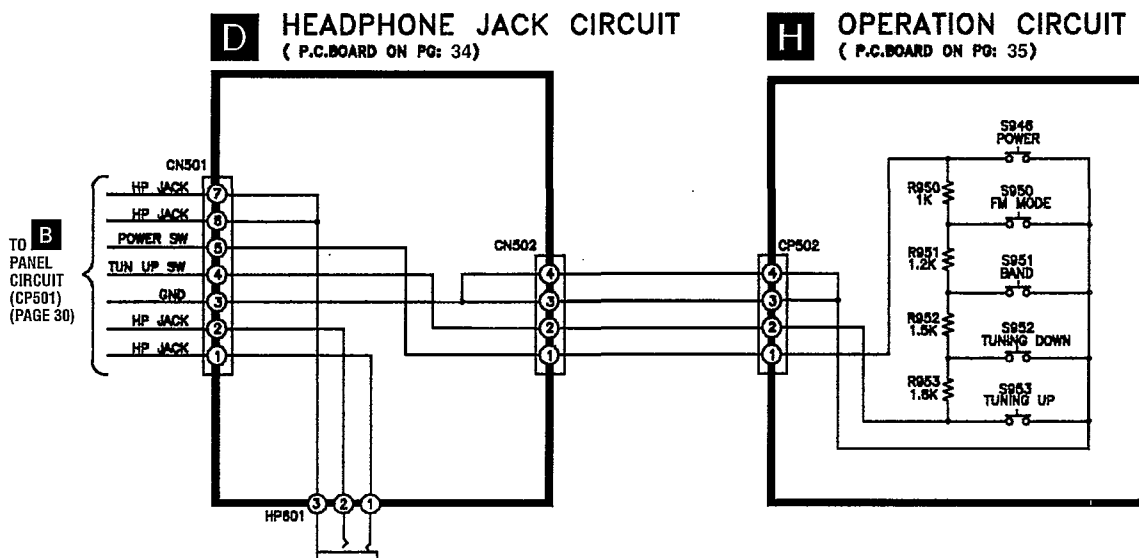 D HEADPHONE JACK CIRCUIT
( P.C.BOARD ON PG: 34)
H OPERATION CIRCUIT
( P.C.BOARD ON PG: 35)
CN501
HP JACK 7
HP JACK 6
POWER SW 5
TUN UP SW 4
GND 3
HP JACK 2
HP JACK 1
TO B
PANEL
CIRCUIT
(CP501)
(PAGE 30)
CN502
4
3
2
1
HP601 3 2 1
CP502
4
3
2
1
S946
POWER
R950
1K
S950
FM MODE
R951
1.2K
S951
BAND
R952
1.5K
S952
TUNING DOWN
R953
1.8K
S953
TUNING UP